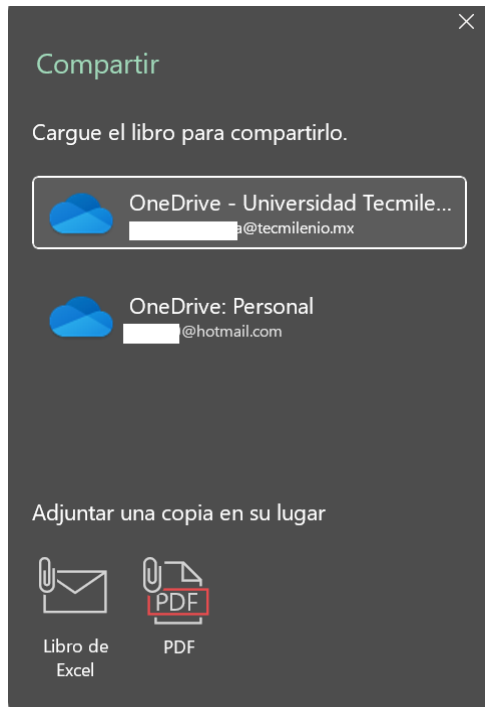 Compartir
Cargue el libro para compartirlo.
OneDrive - Universidad Tecmile...
a@tecmilenio.mx
OneDrive: Personal
@hotmail.com
Adjuntar una copia en su lugar
PDF
Libro de
Excel
PDF